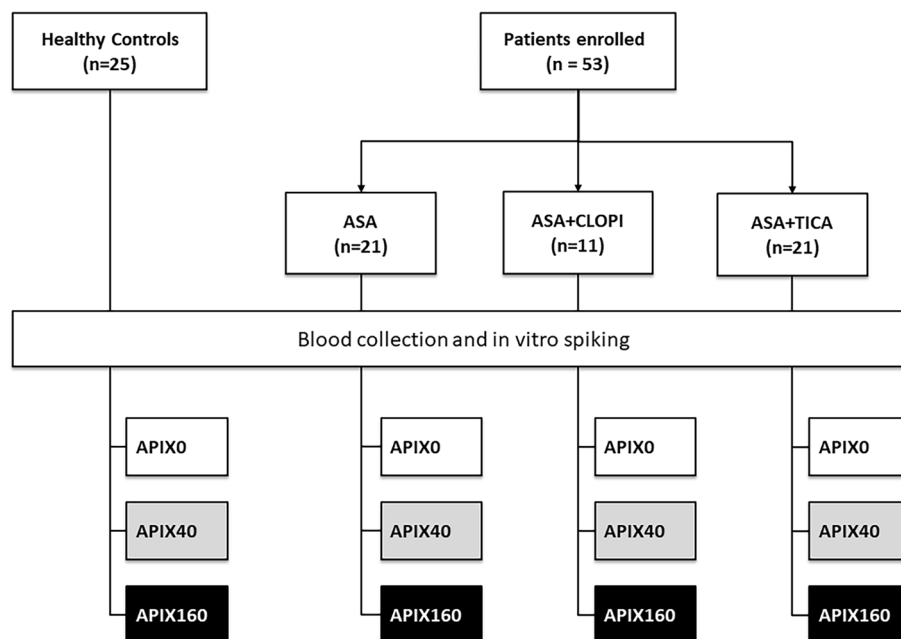 Healthy Controls
(n=25)
Patients enrolled
(n = 53)
ASA
(n=21)
ASA+CLOPI
(n=11)
ASA+TICA
(n=21)
Blood collection and in vitro spiking
APIX0
APIX0
APIX0
APIX0
APIX40
APIX40
APIX40
APIX40
APIX160
APIX160
APIX160
APIX160